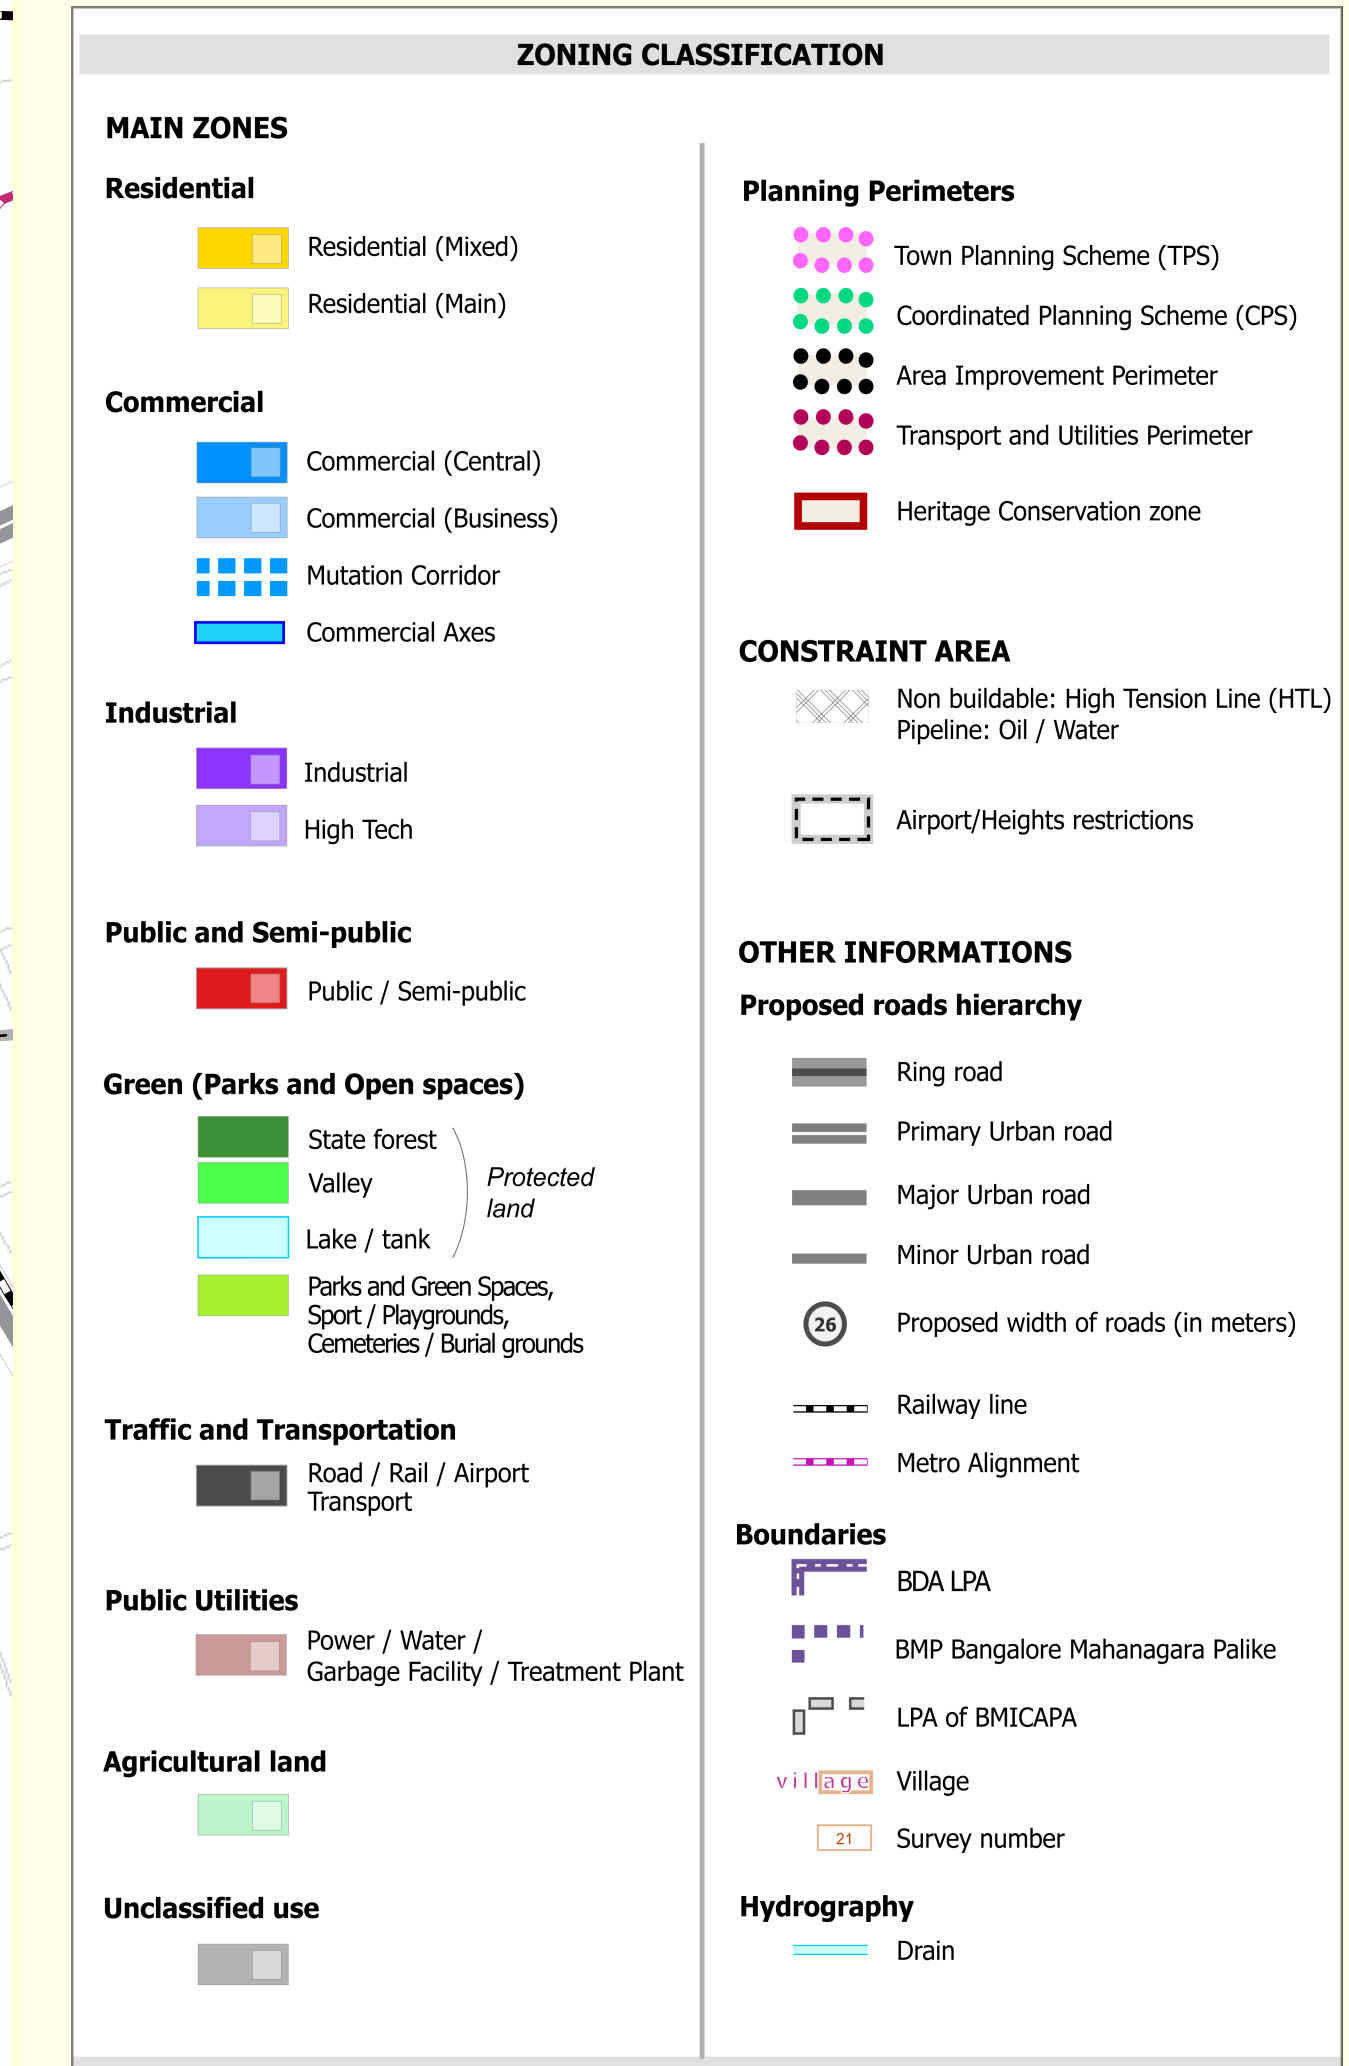 ZONING CLASSIFICATION
MAIN ZONES
Residential
Residential (Mixed)
Residential (Main)
Commercial
Commercial (Central)
Commercial (Business)
Mutation Corridor
Commercial Axes
Industrial
Industrial
High Tech
Public and Semi-public
Public / Semi-public
Green (Parks and Open spaces)
State forest
Valley
Lake / tank
Protected
land
Parks and Green Spaces,
Sport / Playgrounds,
Cemeteries / Burial grounds
Traffic and Transportation
Road / Rail / Airport
Transport
Public Utilities
Power / Water /
Garbage Facility / Treatment Plant
Agricultural land
Unclassified use
Planning Perimeters
Town Planning Scheme (TPS)
Coordinated Planning Scheme (CPS)
Area Improvement Perimeter
Transport and Utilities Perimeter
Heritage Conservation zone
CONSTRAINT AREA
Non buildable: High Tension Line (HTL)
Pipeline: Oil / Water
Airport/Heights restrictions
OTHER INFORMATIONS
Proposed roads hierarchy
Ring road
Primary Urban road
Major Urban road
Minor Urban road
26 Proposed width of roads (in meters)
Railway line
Metro Alignment
Boundaries
BDA LPA
BMP Bangalore Mahanagara Palike
LPA of BMICAPA
village Village
21 Survey number
Hydrography
Drain